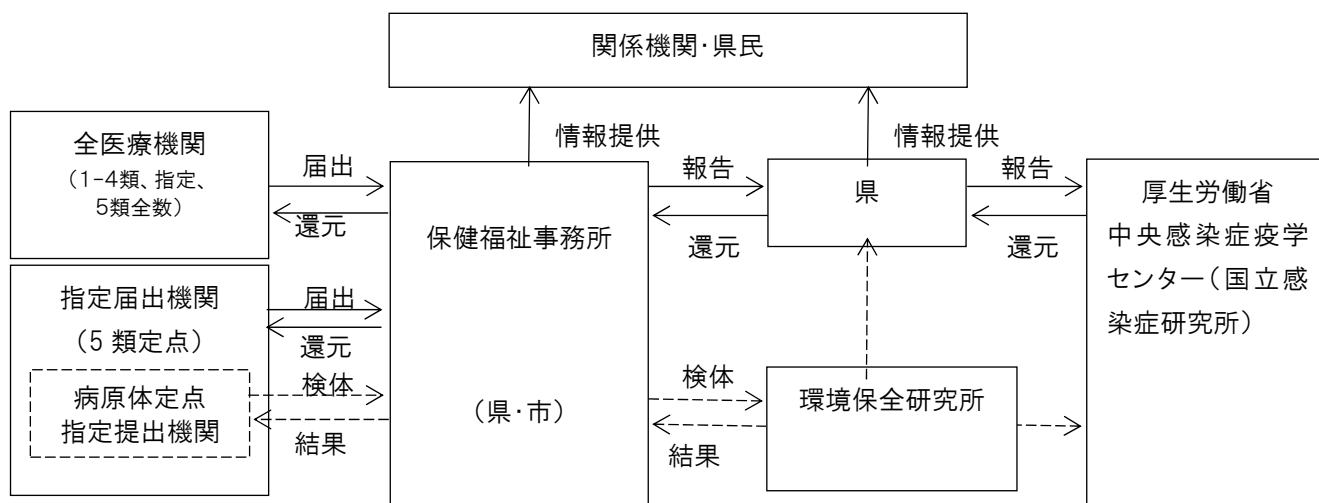 関係機関・県民
情報提供
情報提供
全医療機関
（1-4類、指定、
5類全数）
届出
還元
保健福祉事務所
（県・市）
報告
還元
県
報告
還元
厚生労働省
中央感染症疫学
センター（国立感
染症研究所）
指定届出機関
（5 類定点）
届出
還元
病原体定点
指定提出機関
検体
結果
検体
結果
環境保全研究所